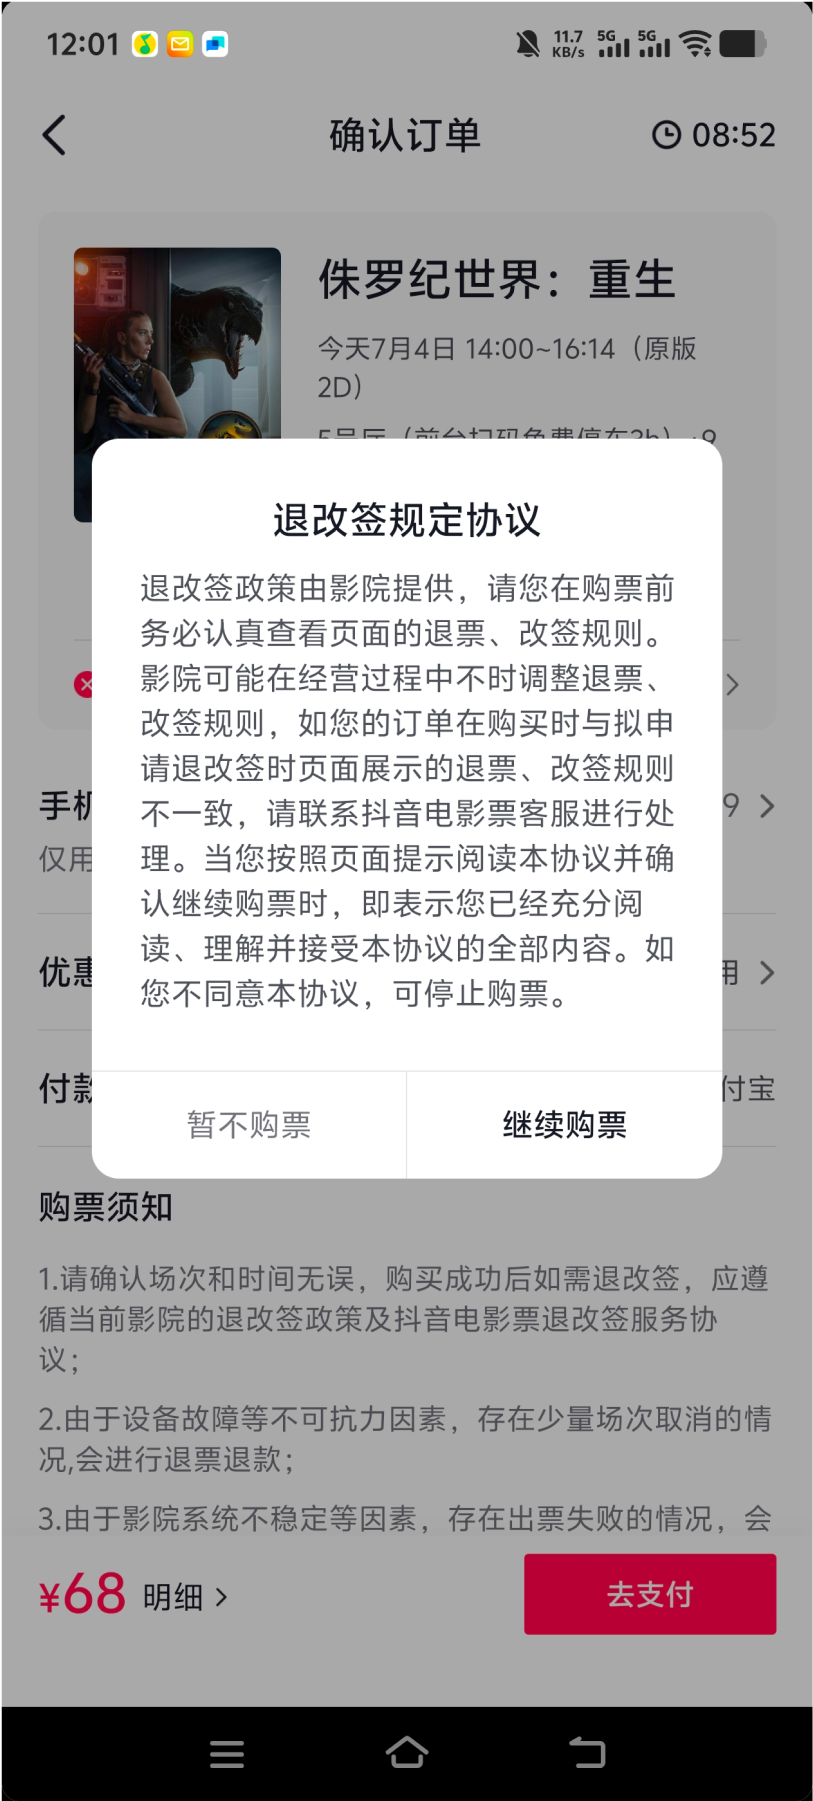 12:01
11.7 KB/s 5G 5G
确认订单
08:52
侏罗纪世界：重生
今天7月4日 14:00~16:14（原版
2D）
5号厅（前台扫码免费停车3h）
退改签规定协议
退改签政策由影院提供，请您在购票前
务必认真查看页面的退票、改签规则。
影院可能在经营过程中不时调整退票、
改签规则，如您的订单在购买时与拟申
请退改签时页面展示的退票、改签规则
不一致，请联系抖音电影票客服进行处
理。当您按照页面提示阅读本协议并确
认继续购票时，即表示您已经充分阅
读、理解并接受本协议的全部内容。如
您不同意本协议，可停止购票。
暂不购票
继续购票
手机
9
仅用
优惠
用
付款
付宝
购票须知
1.请确认场次和时间无误，购买成功后如需退改签，应遵
循当前影院的退改签政策及抖音电影票退改签服务协
议；
2.由于设备故障等不可抗力因素，存在少量场次取消的情
况,会进行退票退款；
3.由于影院系统不稳定等因素，存在出票失败的情况，会
¥68 明细
去支付